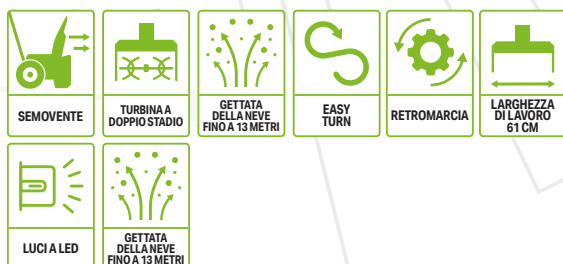 SEMOVENTE
TURBINA A
DOPPIO STADIO
GETTATA
DELLA NEVE
FINO A 13 METRI
EASY
TURN
RETROMARCIA
LARGHEZZA
DI LAVORO
61 CM
LUCI A LED
GETTATA
DELLA NEVE
FINO A 13 METRI